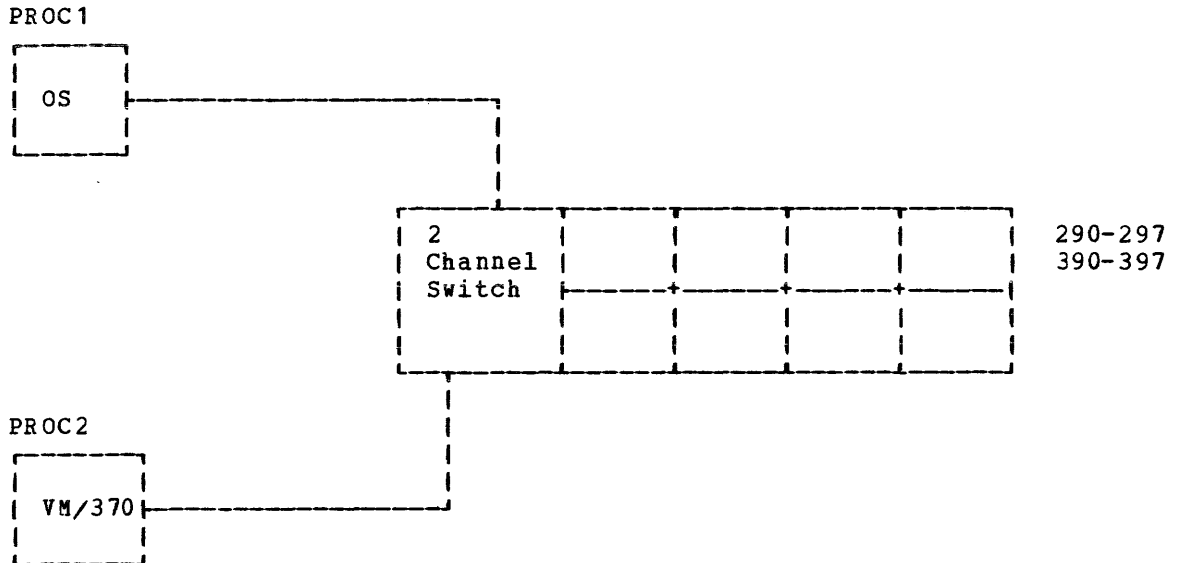 PROC1
OS
2
Channel
Switch
290-297
390-397
PROC2
VM/370